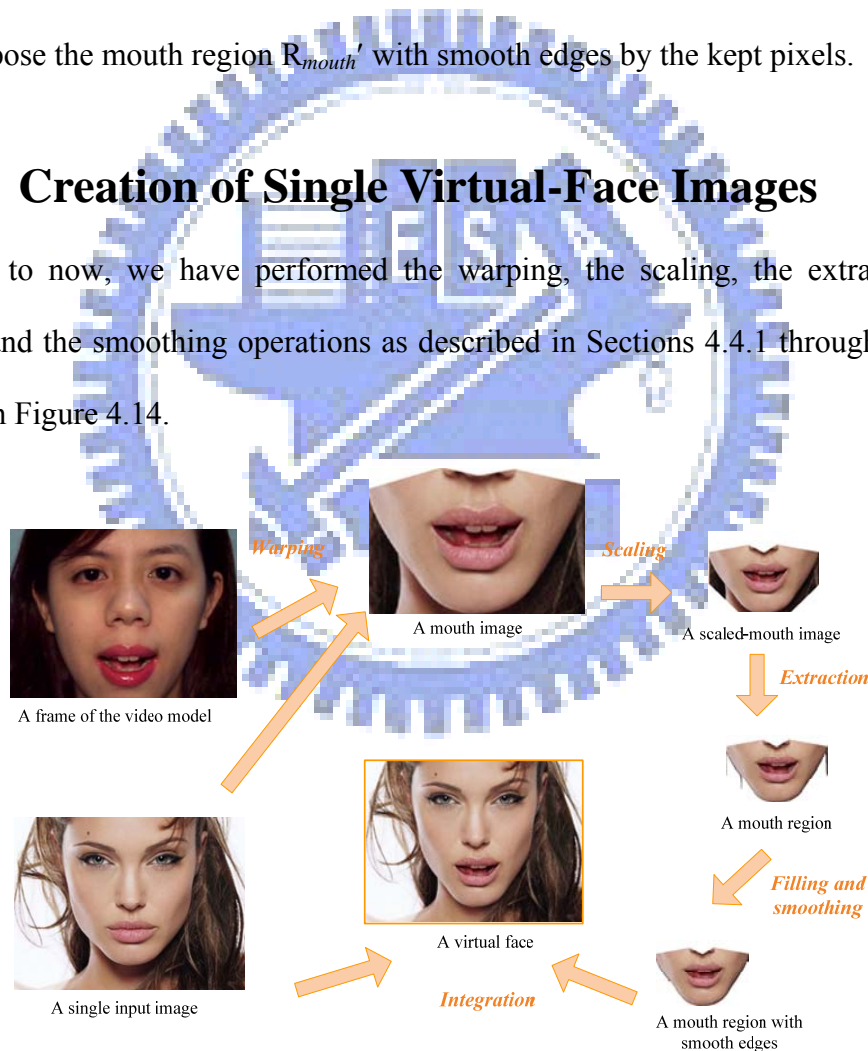 pose the mouth region Rmouth′ with smooth edges by the kept pixels.
Creation of Single Virtual-Face Images
to now, we have performed the warping, the scaling, the extra
and the smoothing operations as described in Sections 4.4.1 through
n Figure 4.14.
Warping
Scaling
A mouth image
A scaled-mouth image
Extraction
A frame of the video model
A mouth region
Filling and
smoothing
A virtual face
A single input image
Integration
A mouth region with
smooth edges
E S A